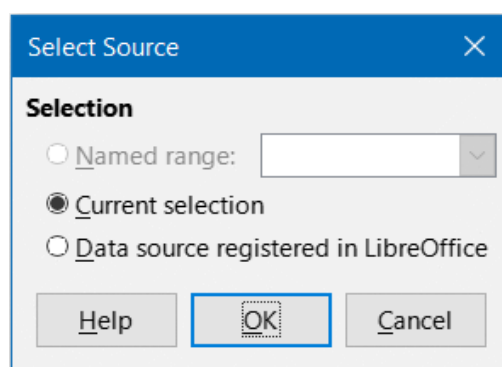 Select Source
Selection
Named range:
Current selection
Data source registered in LibreOffice
Help OK Cancel